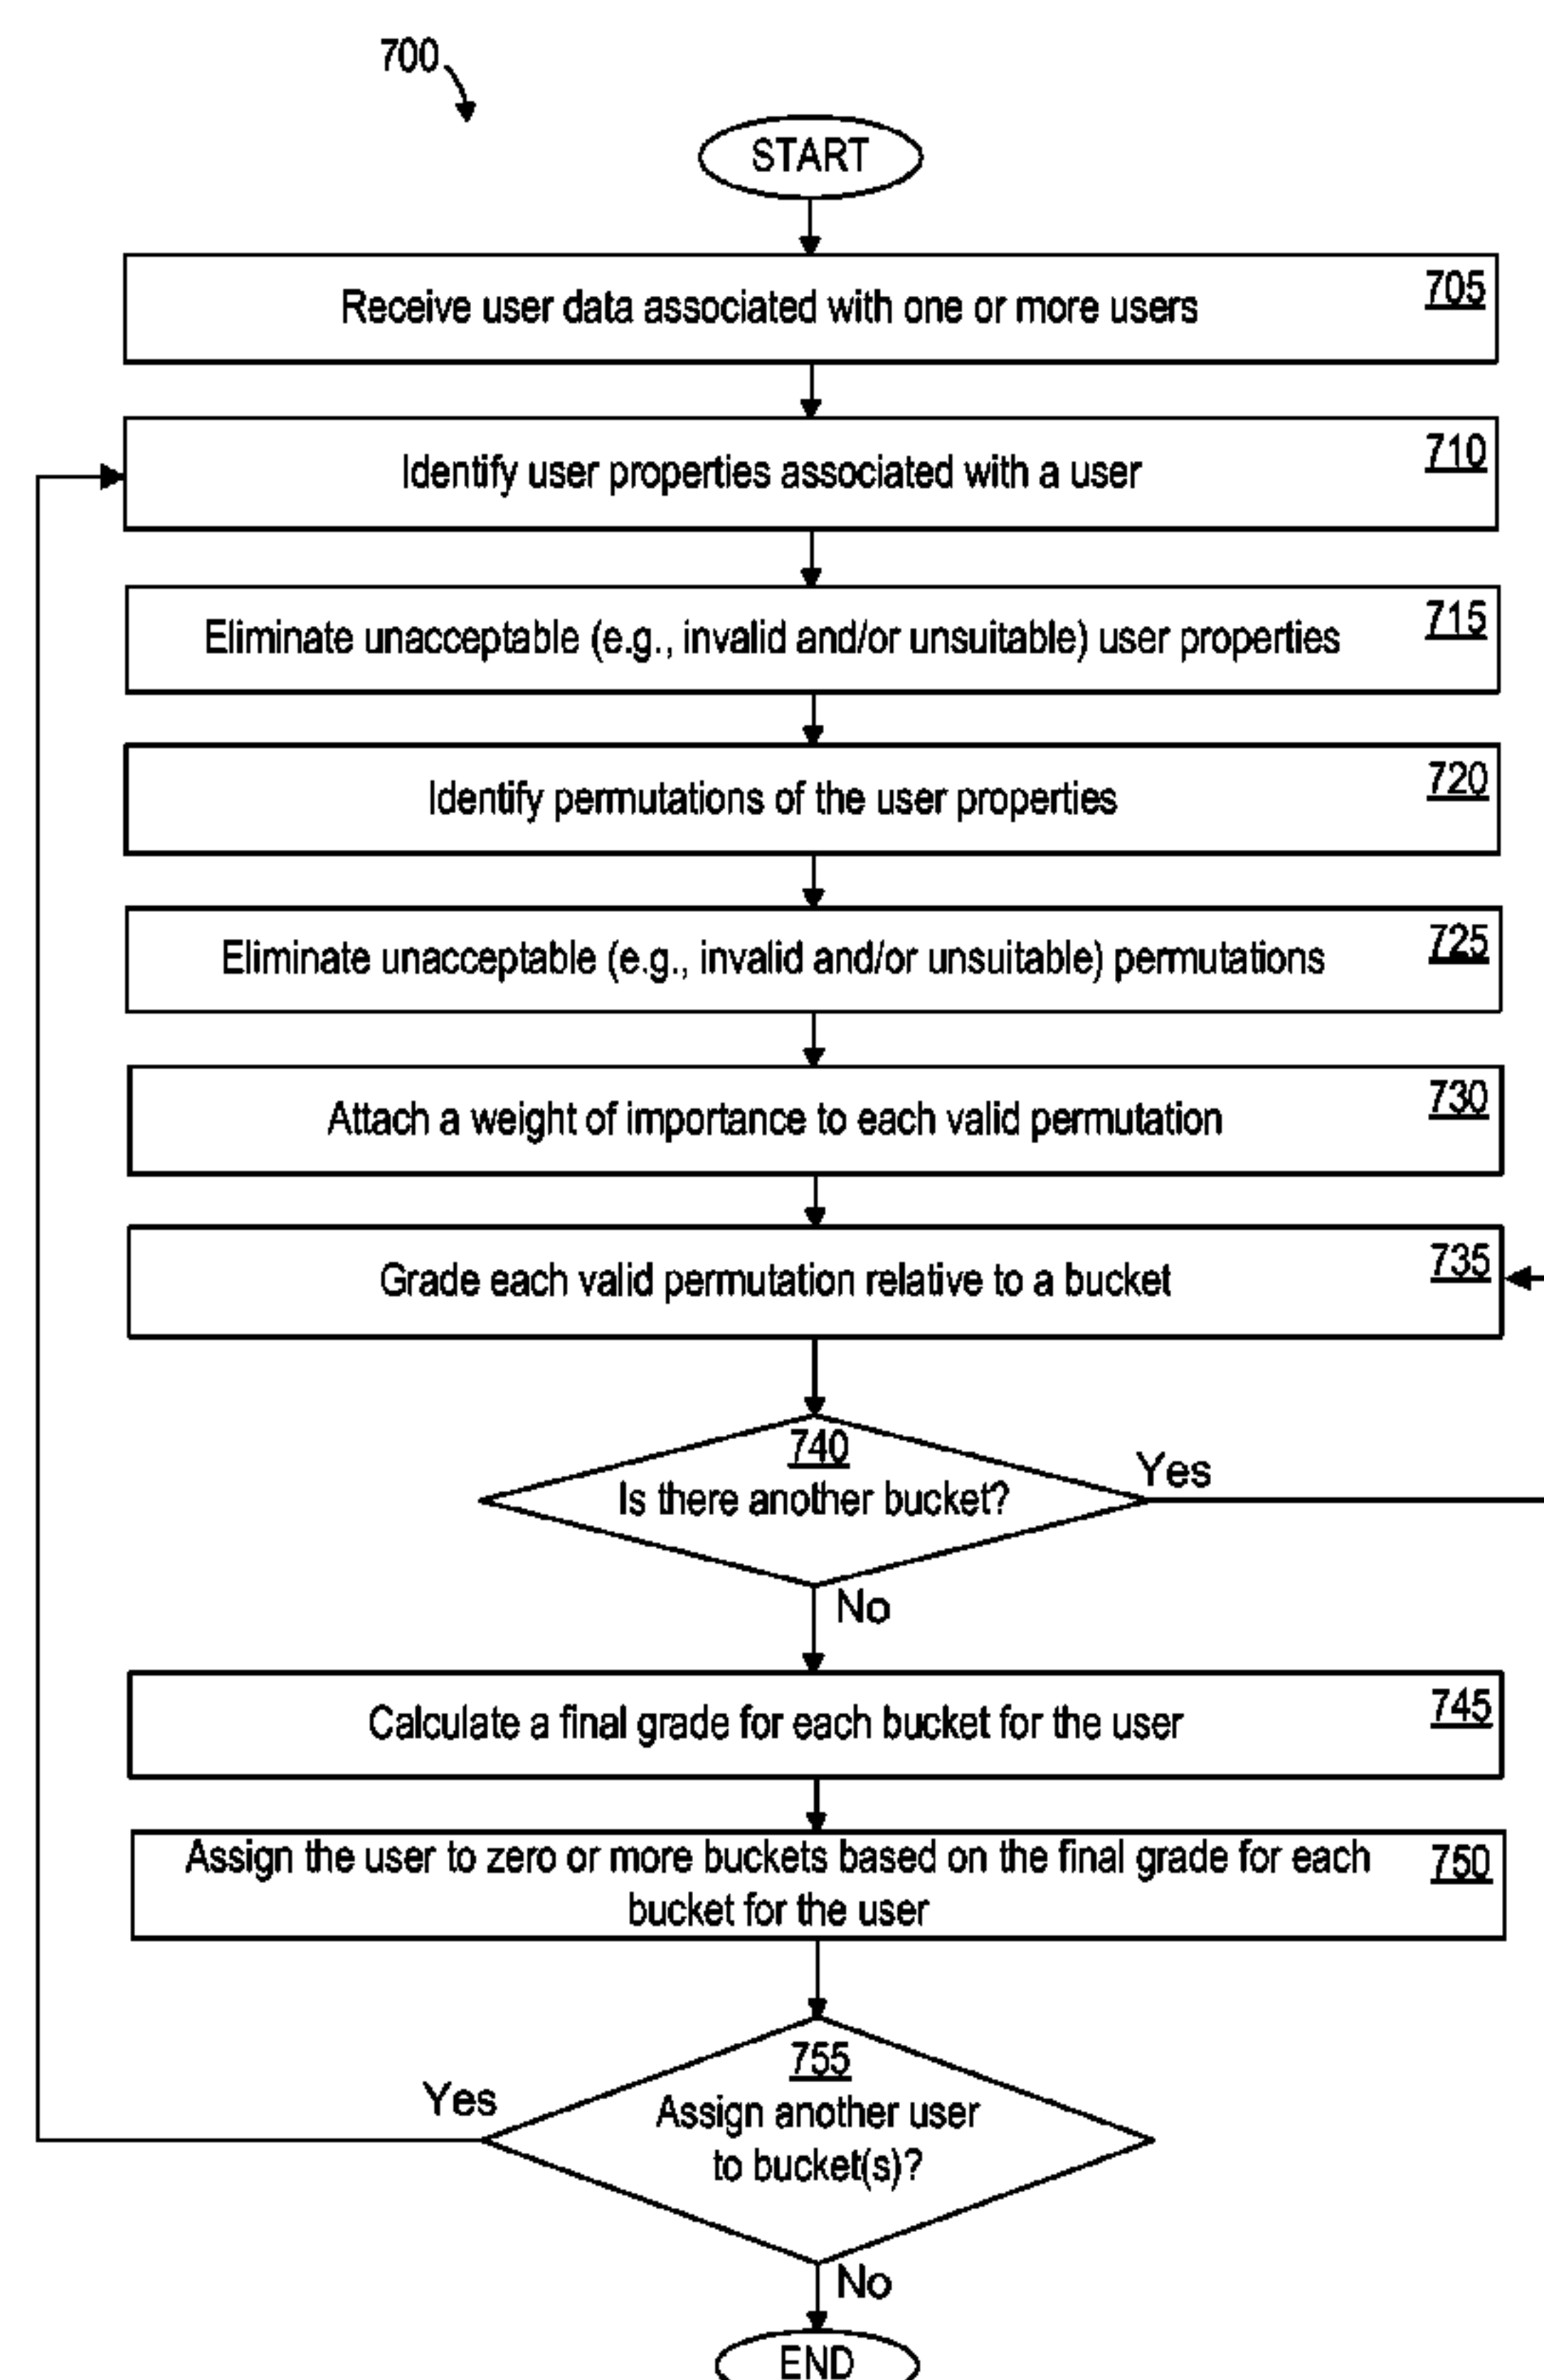 700
START
Receive user data associated with one or more users
705
Identify user properties associated with a user
710
Eliminate unacceptable (e.g., invalid and/or unsuitable) user properties
715
Identify permutations of the user properties
720
Eliminate unacceptable (e.g., invalid and/or unsuitable) permutations
725
Attach a weight of importance to each valid permutation
730
Grade each valid permutation relative to a bucket
735
740
Is there another bucket?
Yes
No
Calculate a final grade for each bucket for the user
745
Assign the user to zero or more buckets based on the final grade for each
bucket for the user
750
755
Assign another user
to bucket(s)?
Yes
No
END